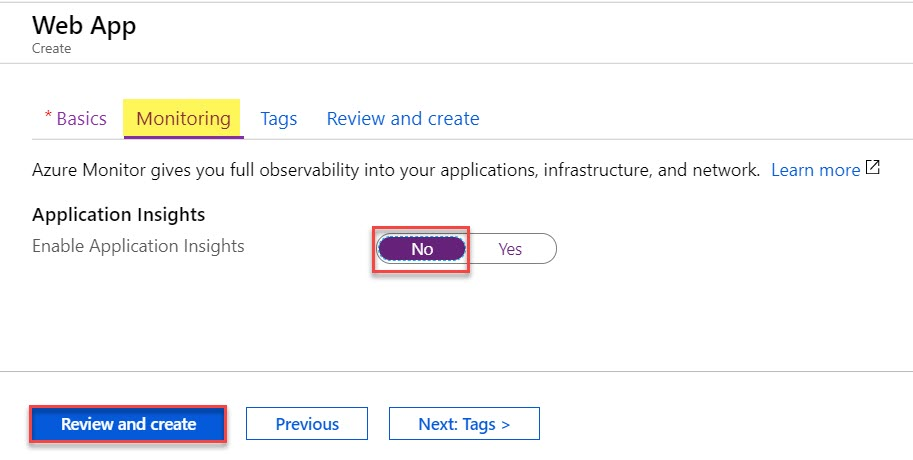 Web App
Create
* Basics Monitoring Tags Review and create
Azure Monitor gives you full observability into your applications, infrastructure, and network. Learn more
Application Insights
Enable Application Insights No Yes
Review and create Previous Next: Tags >